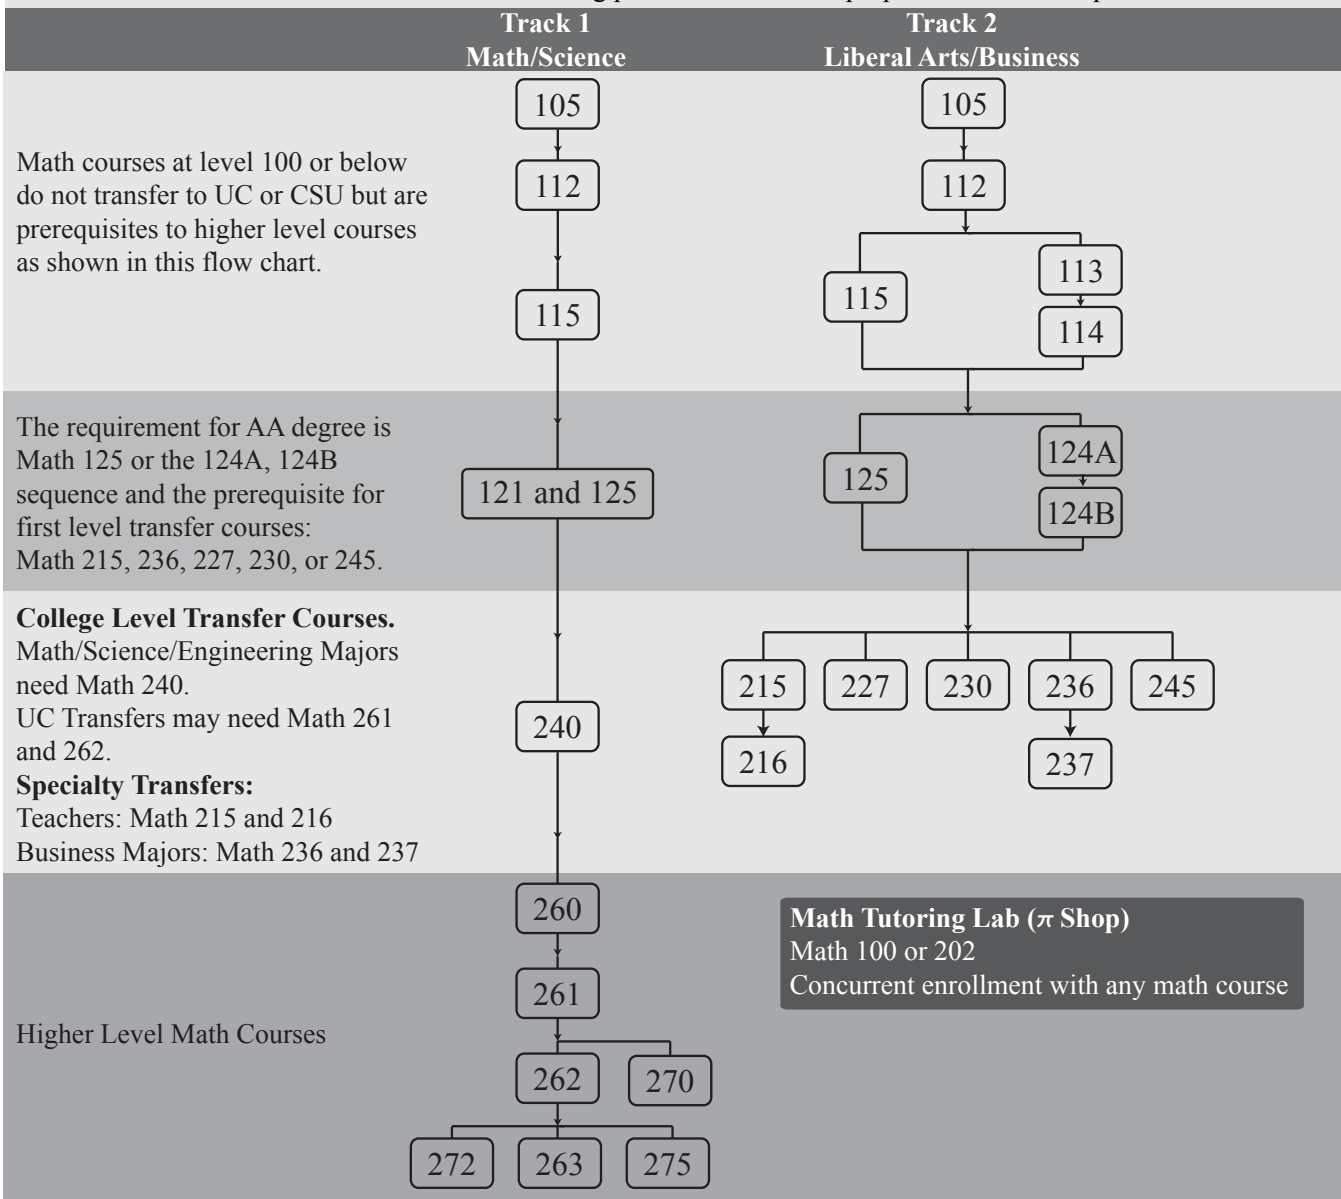 Track 1
Math/Science
Track 2
Liberal Arts/Business
Math courses at level 100 or below
do not transfer to UC or CSU but are
prerequisites to higher level courses
as shown in this flow chart.
105
112
115
105
112
115
113
114
The requirement for AA degree is
Math 125 or the 124A, 124B
sequence and the prerequisite for
first level transfer courses:
Math 215, 236, 227, 230, or 245.
121 and 125
125
124A
124B
College Level Transfer Courses.
Math/Science/Engineering Majors
need Math 240.
UC Transfers may need Math 261
and 262.
Specialty Transfers:
Teachers: Math 215 and 216
Business Majors: Math 236 and 237
240
215
227
230
236
245
216
237
Higher Level Math Courses
260
261
262
270
272
263
275
Math Tutoring Lab (π Shop)
Math 100 or 202
Concurrent enrollment with any math course